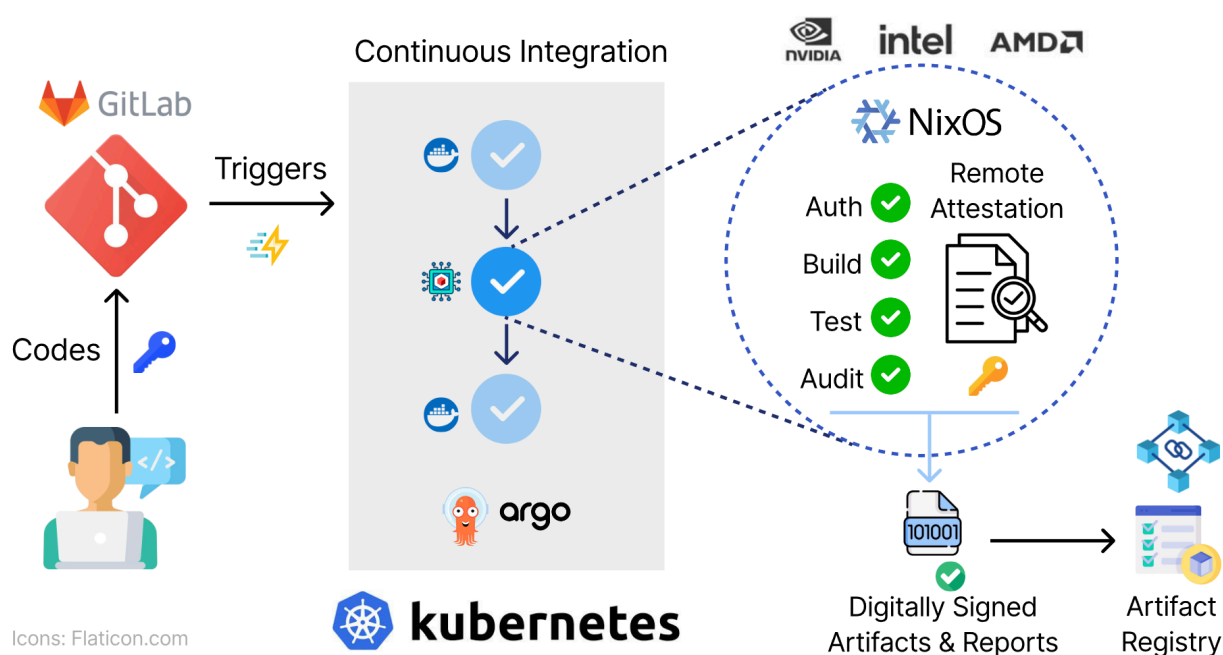 GitLab
Codes
</>
Icons: Flaticon.com
Triggers
Continuous Integration
argo
kubernetes
NVIDIA
intel
AMD
NixOS
Remote
Attestation
Auth
Build
Test
Audit
101001
Digitally Signed
Artifacts & Reports
Artifact
Registry